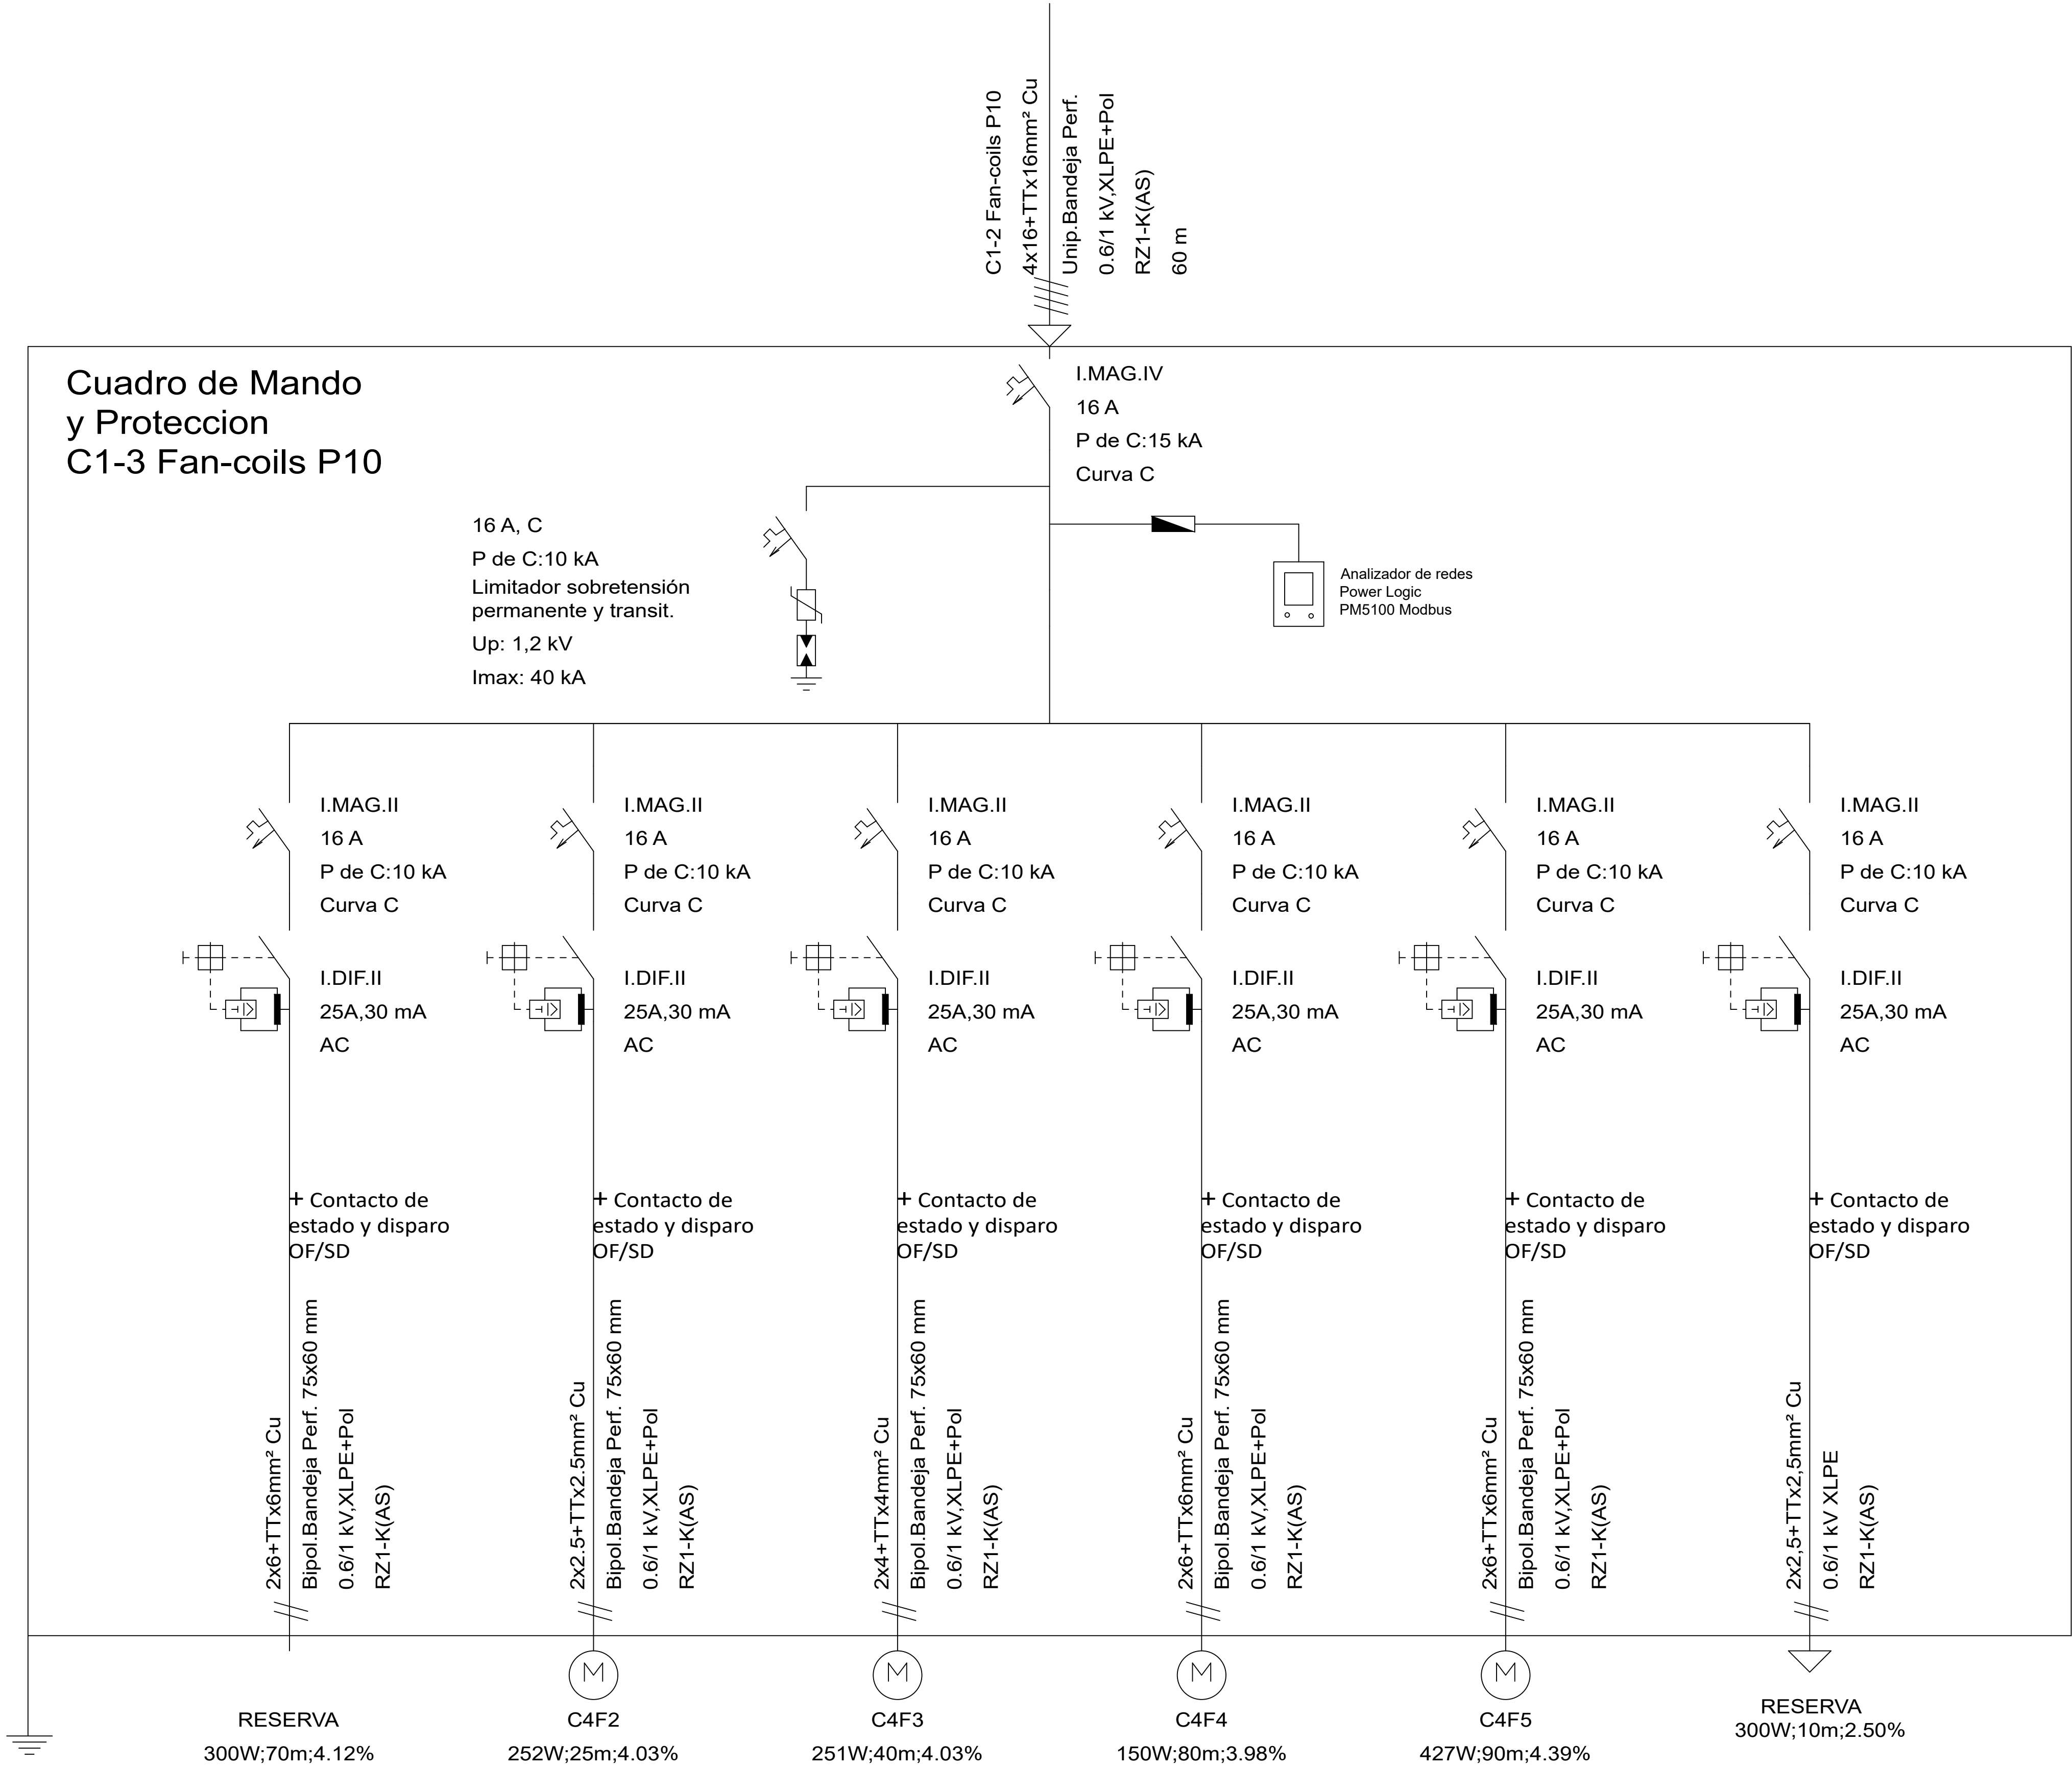 C1-2 Fan-coils P10
4x16+TTx16mm² Cu
Unip.Bandeja Perf.
0.6/1 kV,XLPE+Pol
RZ1-K(AS)
60 m
Cuadro de Mando
y Proteccion
C1-3 Fan-coils P10
I.MAG.IV
16 A
P de C:15 kA
Curva C
16 A, C
P de C:10 kA
Limitador sobretensión
permanente y transit.
Up: 1,2 kV
Imax: 40 kA
Analizador de redes
Power Logic
PM5100 Modbus
I.MAG.II
16 A
P de C:10 kA
Curva C
I.DIF.II
25A,30 mA
AC
+ Contacto de
estado y disparo
OF/SD
2x6+TTx6mm² Cu
Bipol.Bandeja Perf. 75x60 mm
0.6/1 kV,XLPE+Pol
RZ1-K(AS)
RESERVA
300W;70m;4.12%
I.MAG.II
16 A
P de C:10 kA
Curva C
I.DIF.II
25A,30 mA
AC
+ Contacto de
estado y disparo
OF/SD
2x2.5+TTx2.5mm² Cu
Bipol.Bandeja Perf. 75x60 mm
0.6/1 kV,XLPE+Pol
RZ1-K(AS)
M
C4F2
252W;25m;4.03%
I.MAG.II
16 A
P de C:10 kA
Curva C
I.DIF.II
25A,30 mA
AC
+ Contacto de
estado y disparo
OF/SD
2x4+TTx4mm² Cu
Bipol.Bandeja Perf. 75x60 mm
0.6/1 kV,XLPE+Pol
RZ1-K(AS)
M
C4F3
251W;40m;4.03%
I.MAG.II
16 A
P de C:10 kA
Curva C
I.DIF.II
25A,30 mA
AC
+ Contacto de
estado y disparo
OF/SD
2x6+TTx6mm² Cu
Bipol.Bandeja Perf. 75x60 mm
0.6/1 kV,XLPE+Pol
RZ1-K(AS)
M
C4F4
150W;80m;3.98%
I.MAG.II
16 A
P de C:10 kA
Curva C
I.DIF.II
25A,30 mA
AC
+ Contacto de
estado y disparo
OF/SD
2x6+TTx6mm² Cu
Bipol.Bandeja Perf. 75x60 mm
0.6/1 kV,XLPE+Pol
RZ1-K(AS)
M
C4F5
427W;90m;4.39%
I.MAG.II
16 A
P de C:10 kA
Curva C
I.DIF.II
25A,30 mA
AC
+ Contacto de
estado y disparo
OF/SD
2x2,5+TTx2,5mm² Cu
0.6/1 kV XLPE
RZ1-K(AS)
RESERVA
300W;10m;2.50%